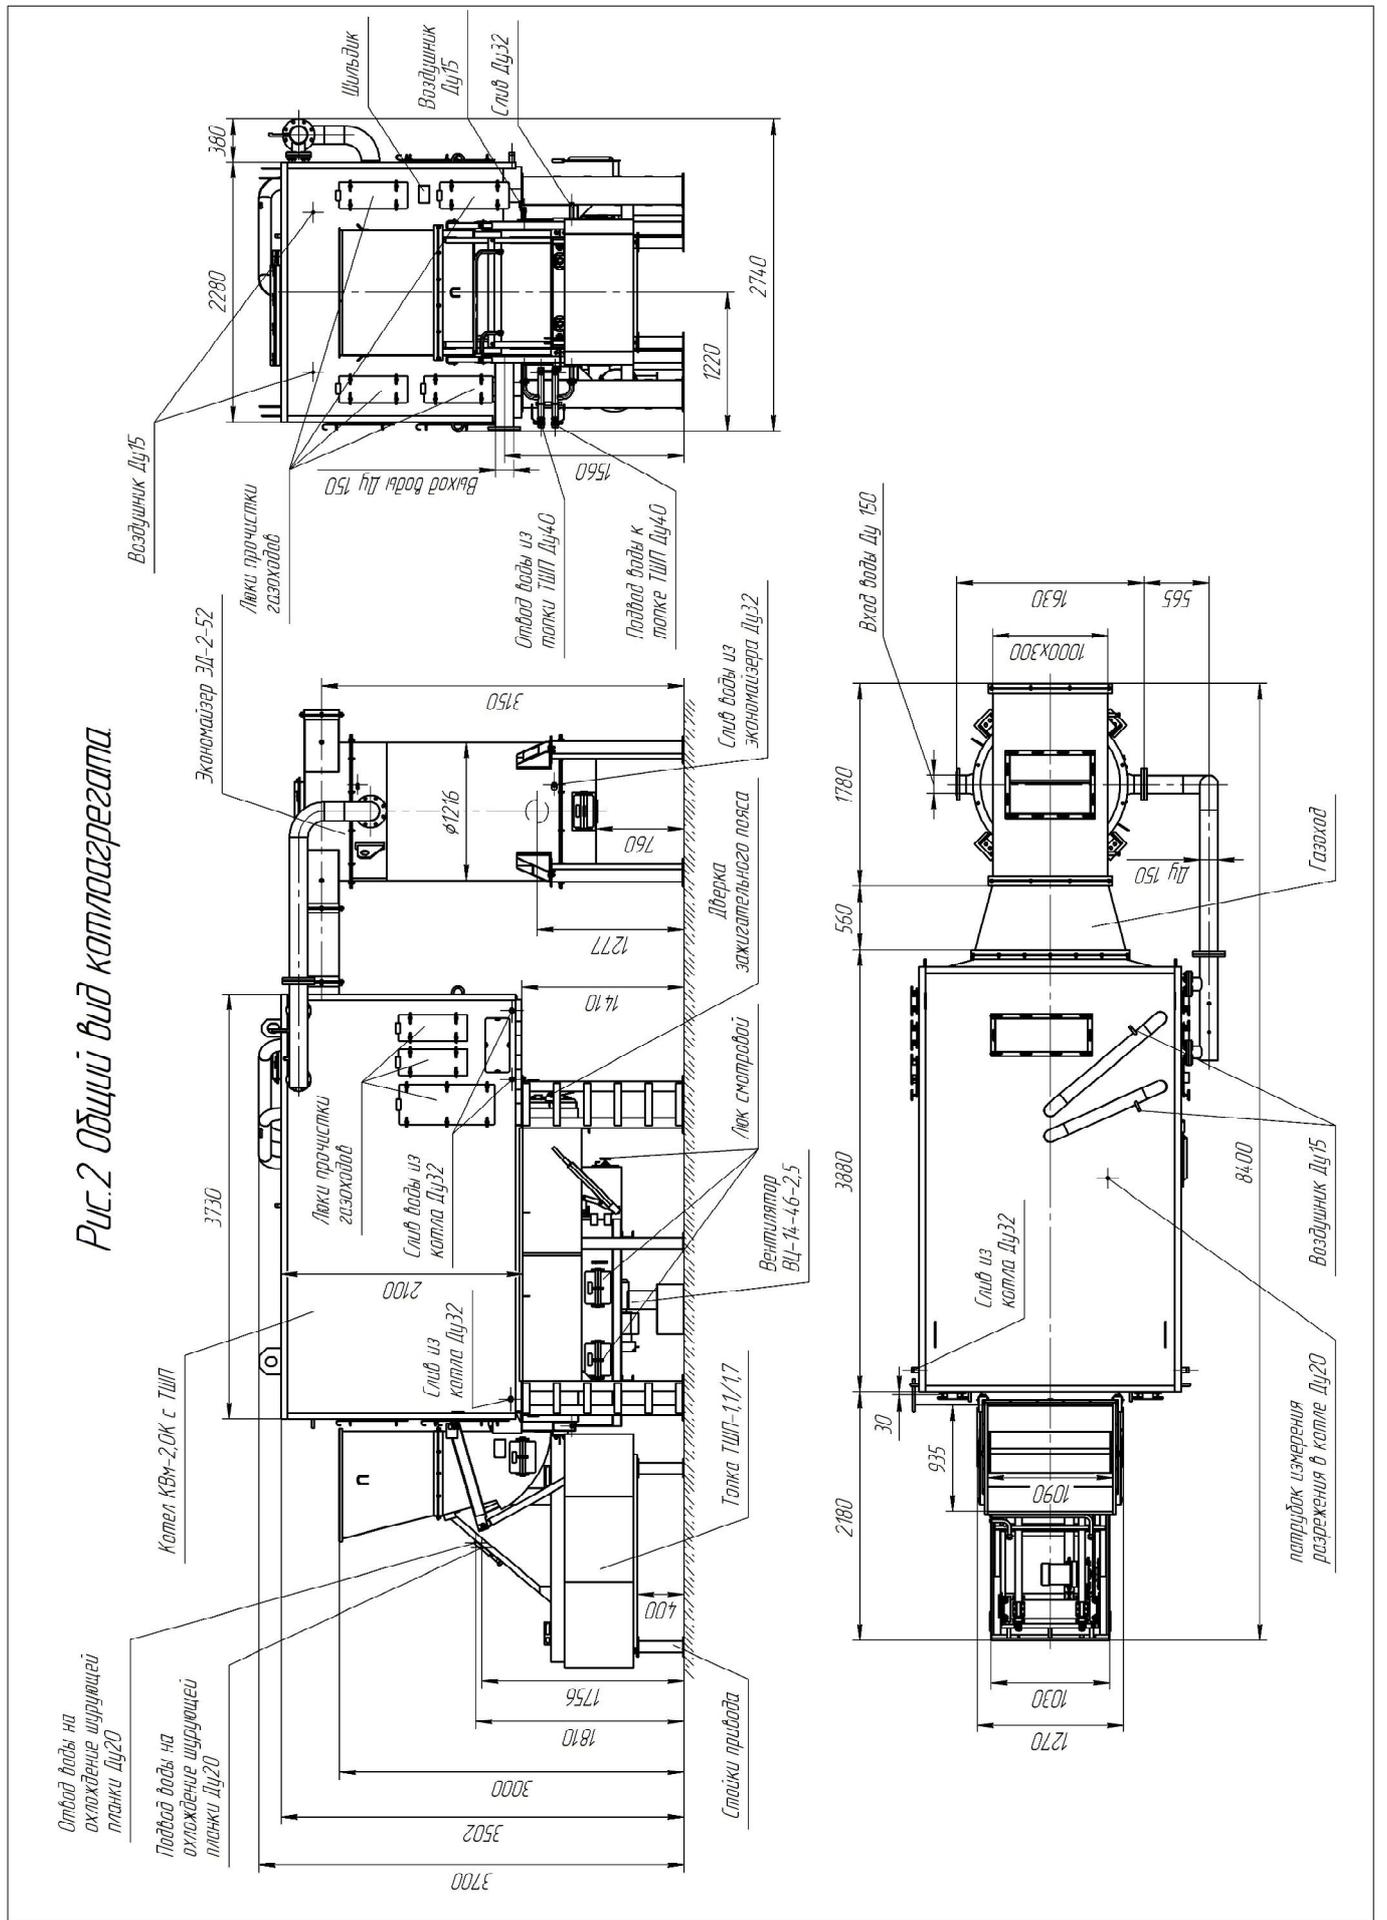 Рис.2 Общий вид котлоагрегата.
Отвод воды на
охлаждение шурующей
планки Ду20
Подвод воды на
охлождение шурующей
планки Ду20
Котел КВм-2,0К с ТШП
Экономайзер ЭД-2-52
3730
2100
Люки прочистки
газоходов
Слив воды из
котла Ду32
Слив из
котла Ду32
3700
3502
3000
1810
1756
400
1410
1277
760
ϕ1216
3150
Стойки привода
Топка ТШП-1,1/1,7
Вентилятор
ВЦ-14-46-2,5
Люк смотровой
Дверка
зажигательного пояса
Слив воды из
экономайзера Ду32
Воздушник Ду15
Люки прочистки
газоходов
2280
380
Шильдик
Воздушник
Ду15
Слив Ду32
Выход воды Ду 150
1560
1220
2740
Отвод воды из
топки ТШП Ду40
Подвод воды к
топке ТШП Ду40
2180
935
30
3880
560
1780
Вход воды Ду 150
1630
565
1000х300
Ду 150
1090
1030
1270
8400
Слив из
котла Ду32
патрубок измерения
разрежения в котле Ду20
Воздушник Ду15
Газоход